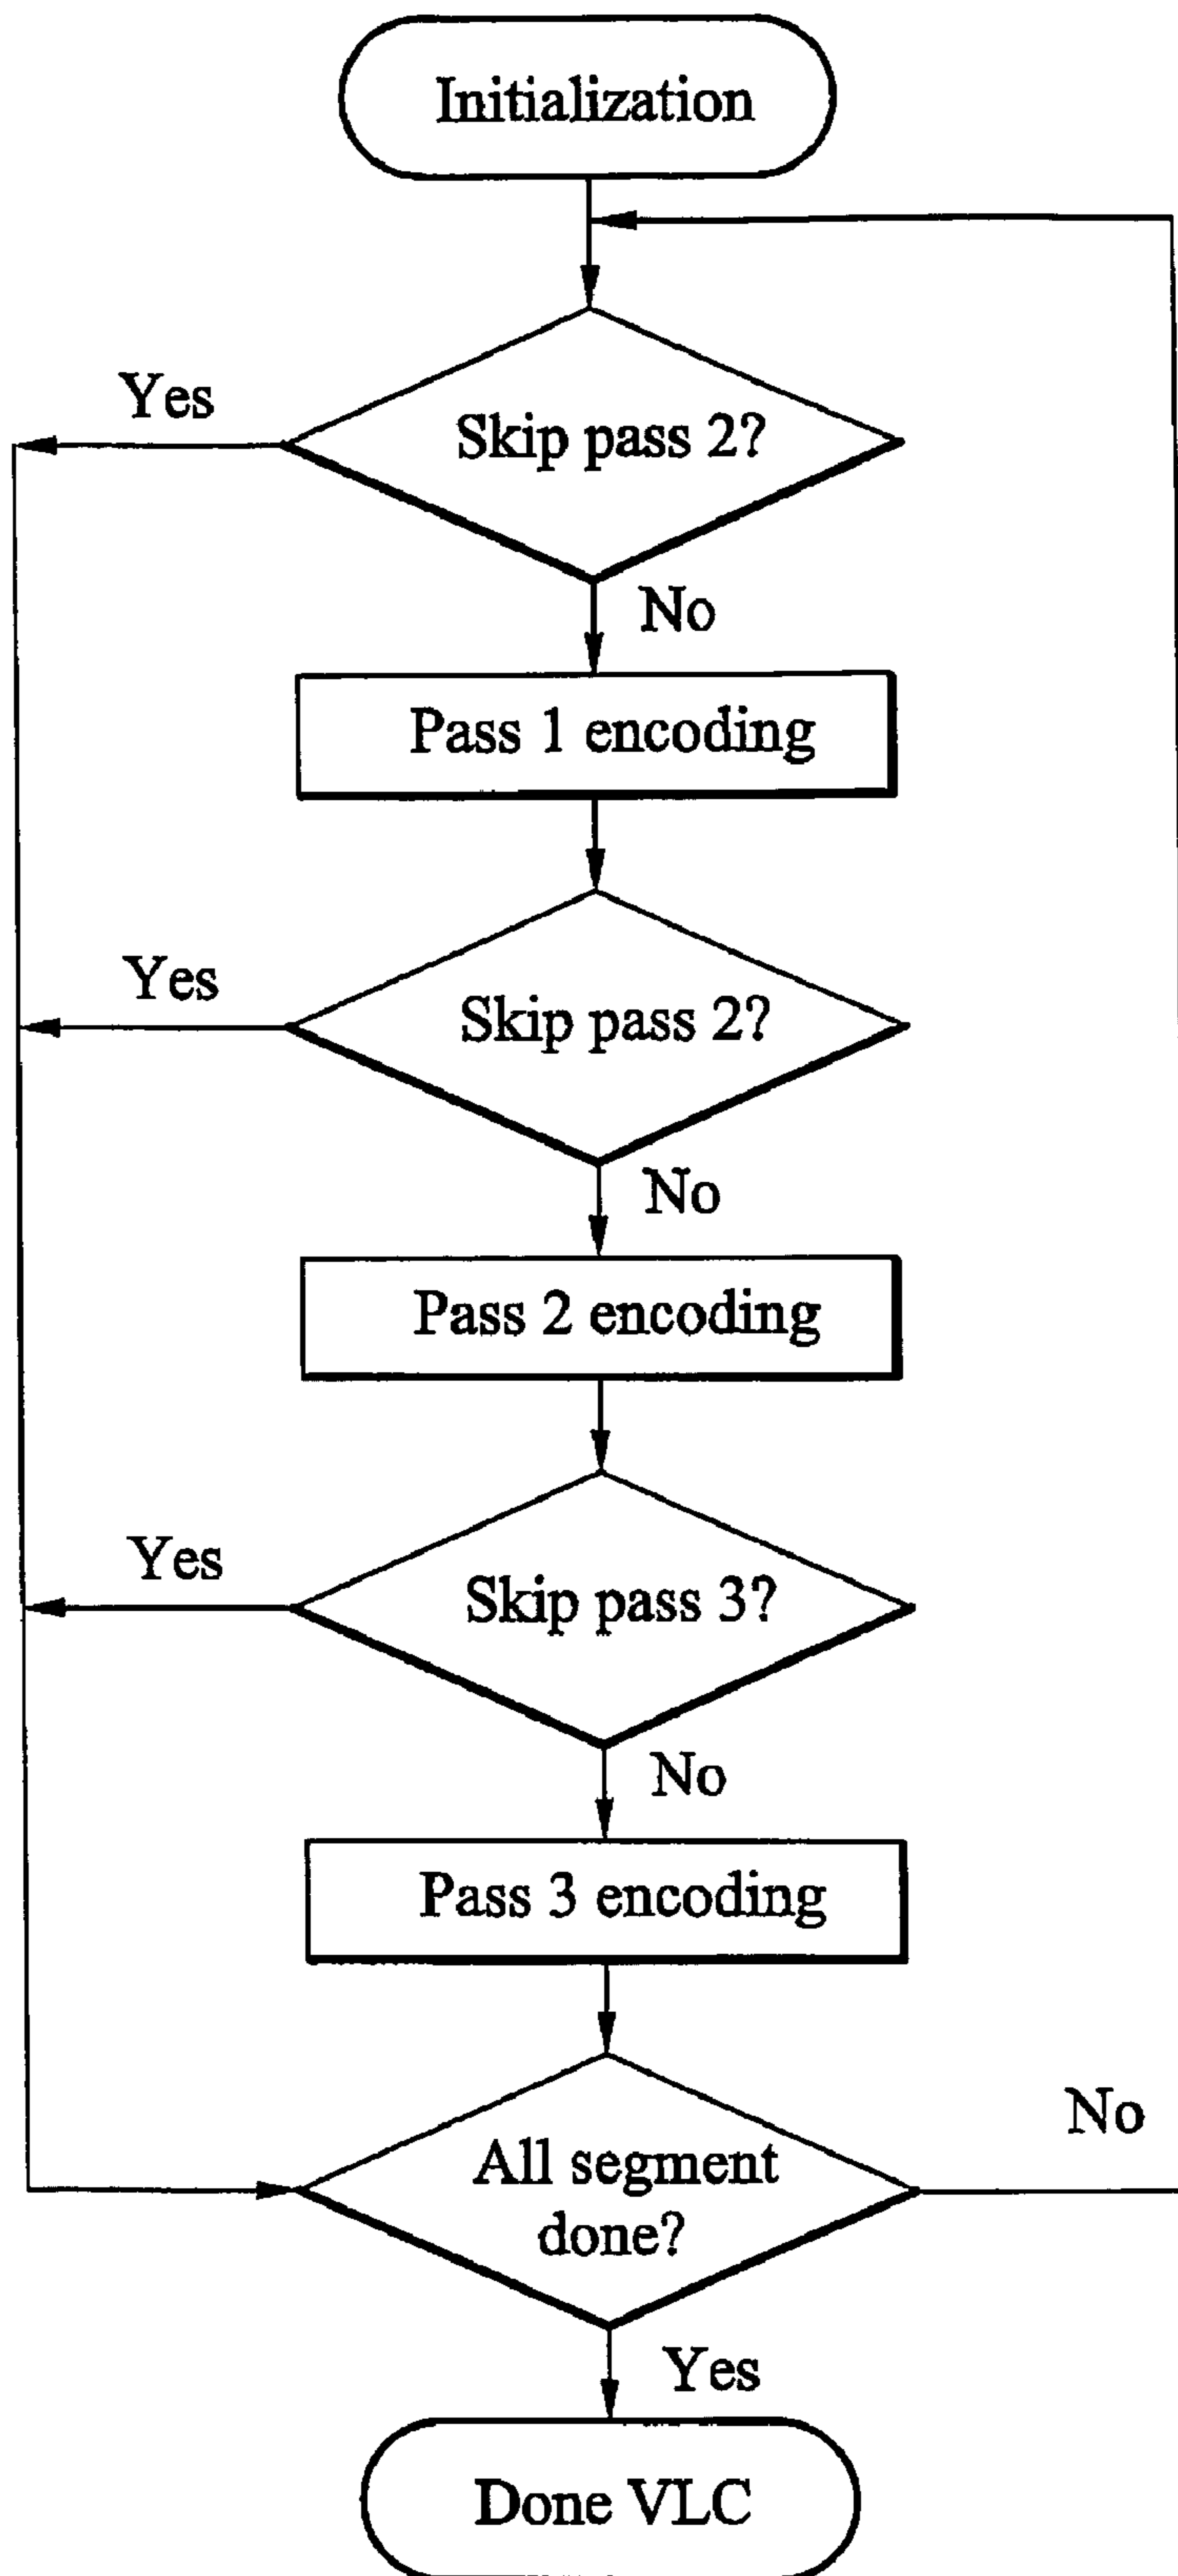 Initialization
Yes
Skip pass 2?
No
Pass 1 encoding
Yes
Skip pass 2?
No
Pass 2 encoding
Yes
Skip pass 3?
No
Pass 3 encoding
No
All segment
done?
Yes
Done VLC